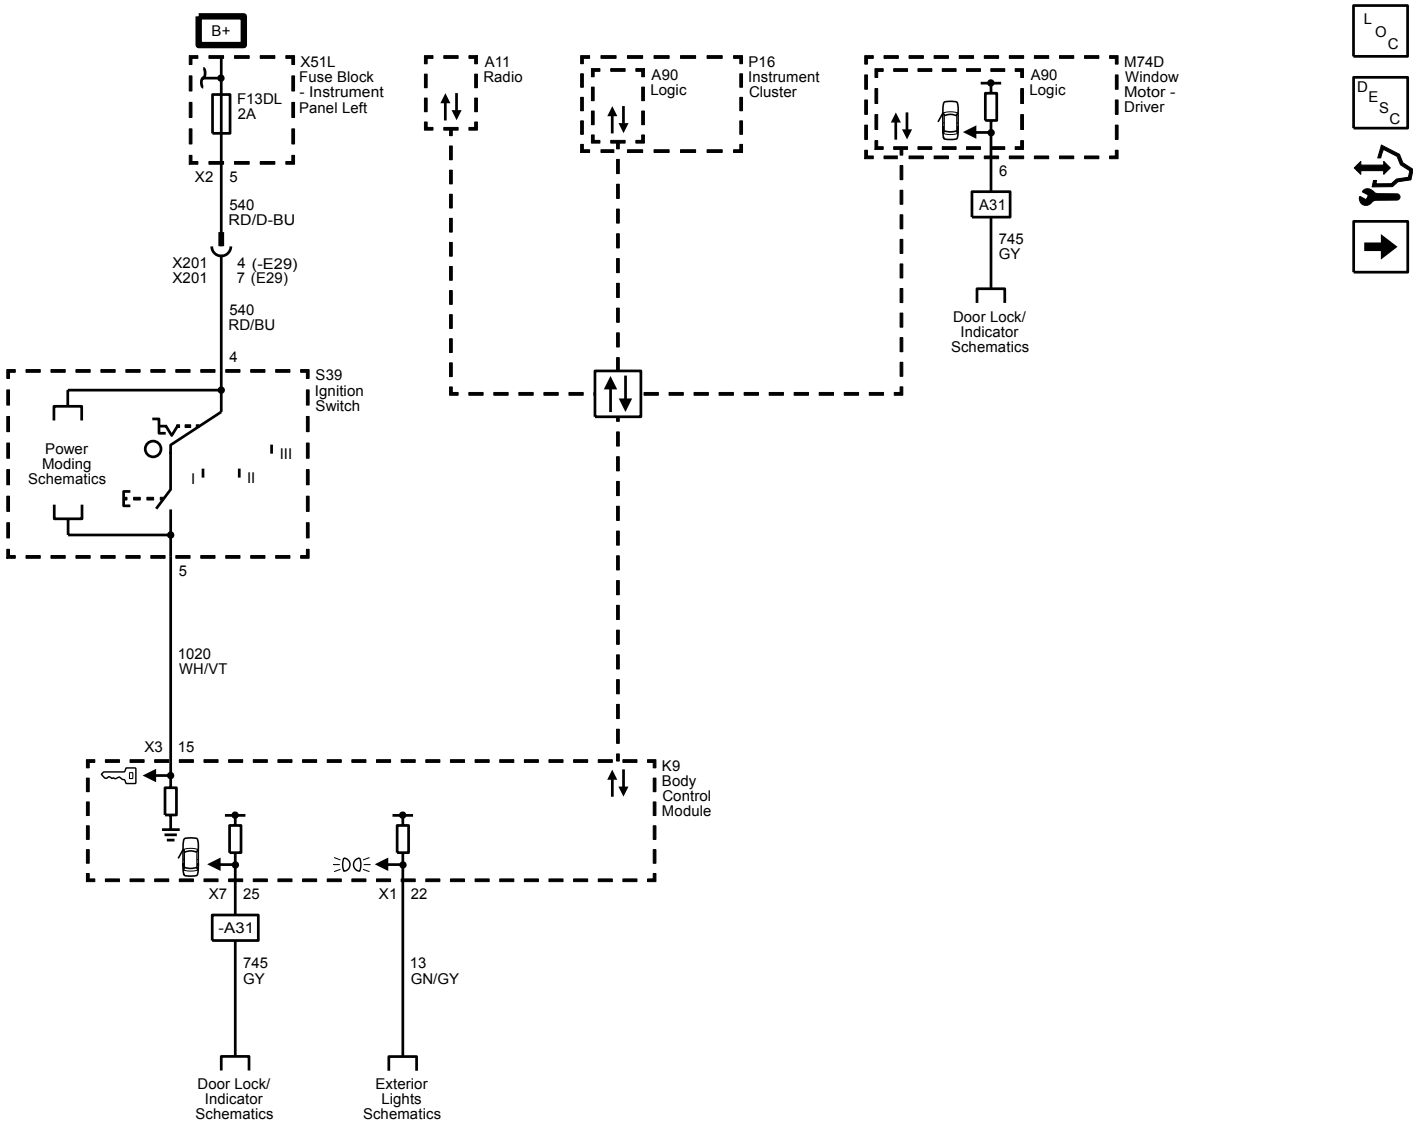 B+
X51L
Fuse Block
- Instrument
Panel Left
F13DL
2A
X2 5
540
RD/D-BU
X201 4 (-E29)
X201 7 (E29)
540
RD/BU
4
S39
Ignition
Switch
Power
Moding
Schematics
I
II
III
5
1020
WH/VT
X3 15
A11
Radio
A90
Logic
P16
Instrument
Cluster
A90
Logic
M74D
Window
Motor -
Driver
6
A31
745
GY
Door Lock/
Indicator
Schematics
K9
Body
Control
Module
X7 25
-A31
745
GY
Door Lock/
Indicator
Schematics
X1 22
13
GN/GY
Exterior
Lights
Schematics
LOC
DESC